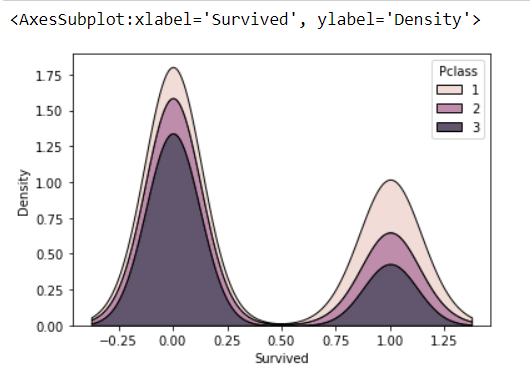 <AxesSubplot:xlabel='Survived', ylabel='Density'>
Pclass
1
2
3
1.75
1.50
1.25
1.00
0.75
0.50
0.25
0.00
Density
−0.25 0.00 0.25 0.50 0.75 1.00 1.25
Survived